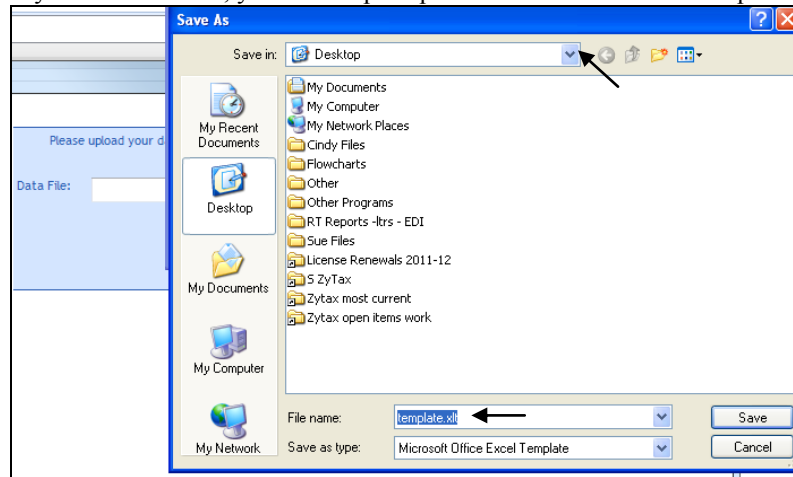 Save As
Save in: Desktop
My Documents
My Computer
My Network Places
Cindy Files
Flowcharts
Other
Other Programs
RT Reports -ltrs - EDI
Sue Files
License Renewals 2011-12
S ZyTax
Zytax most current
Zytax open items work
My Recent
Documents
Desktop
My Documents
My Computer
My Network
Please upload your d
Data File:
File name: template.xlt Save
Save as type: Microsoft Office Excel Template Cancel